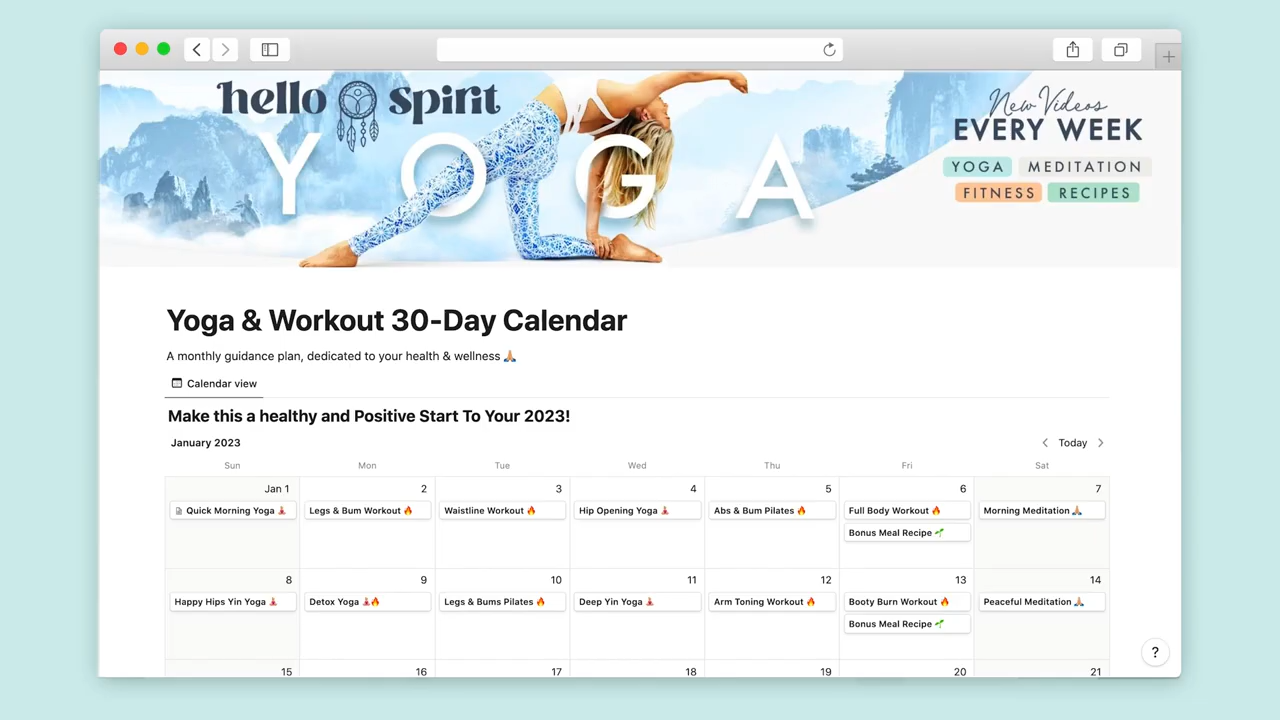 hello spirit
YOGA
New Videos
EVERY WEEK
YOGA MEDITATION
FITNESS RECIPES
Yoga & Workout 30-Day Calendar
A monthly guidance plan, dedicated to your health & wellness 🙏🏽
Calendar view
Make this a healthy and Positive Start To Your 2023!
January 2023 Today
Sun Mon Tue Wed Thu Fri Sat
Jan 1 2 3 4 5 6 7
Quick Morning Yoga 🧘🏽 Legs & Bum Workout 🔥 Waistline Workout 🔥 Hip Opening Yoga 🧘🏽 Abs & Bum Pilates 🔥 Full Body Workout 🔥 Morning Meditation 🙏🏽
Bonus Meal Recipe 🌱
8 9 10 11 12 13 14
Happy Hips Yin Yoga 🧘🏽 Detox Yoga 🧘🏽🔥 Legs & Bums Pilates 🔥 Deep Yin Yoga 🧘🏽 Arm Toning Workout 🔥 Booty Burn Workout 🔥 Peaceful Meditation 🙏🏽
Bonus Meal Recipe 🌱
15 16 17 18 19 20 21
?